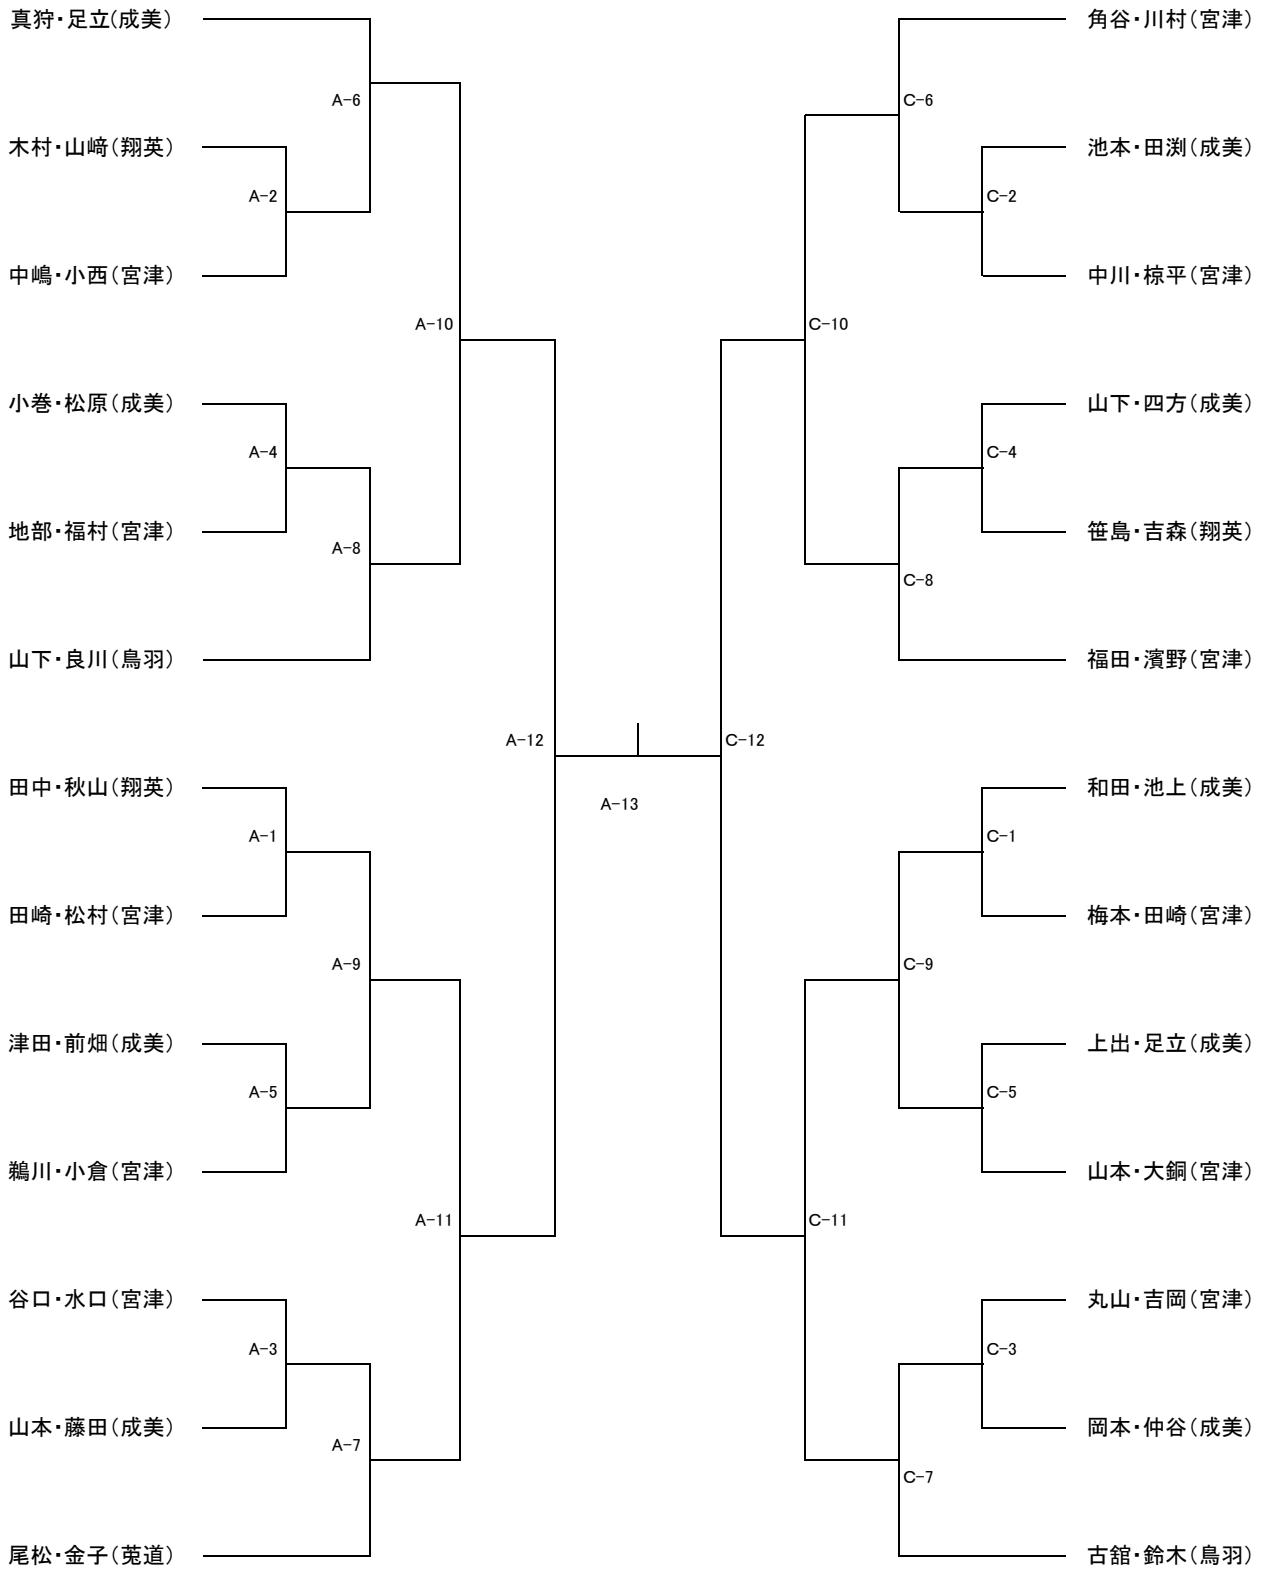 真狩・足立(成美)
A-6
木村・山﨑(翔英)
A-2
中嶋・小西(宮津)
A-10
小巻・松原(成美)
A-4
地部・福村(宮津)
A-8
山下・良川(鳥羽)
A-12
田中・秋山(翔英)
A-1
田崎・松村(宮津)
A-9
津田・前畑(成美)
A-5
鵜川・小倉(宮津)
A-11
谷口・水口(宮津)
A-3
山本・藤田(成美)
A-7
尾松・金子(莵道)
A-13
角谷・川村(宮津)
C-6
池本・田渕(成美)
C-2
中川・椋平(宮津)
C-10
山下・四方(成美)
C-4
笹島・吉森(翔英)
C-8
福田・濱野(宮津)
C-12
和田・池上(成美)
C-1
梅本・田崎(宮津)
C-9
上出・足立(成美)
C-5
山本・大銅(宮津)
C-11
丸山・吉岡(宮津)
C-3
岡本・仲谷(成美)
C-7
古舘・鈴木(鳥羽)